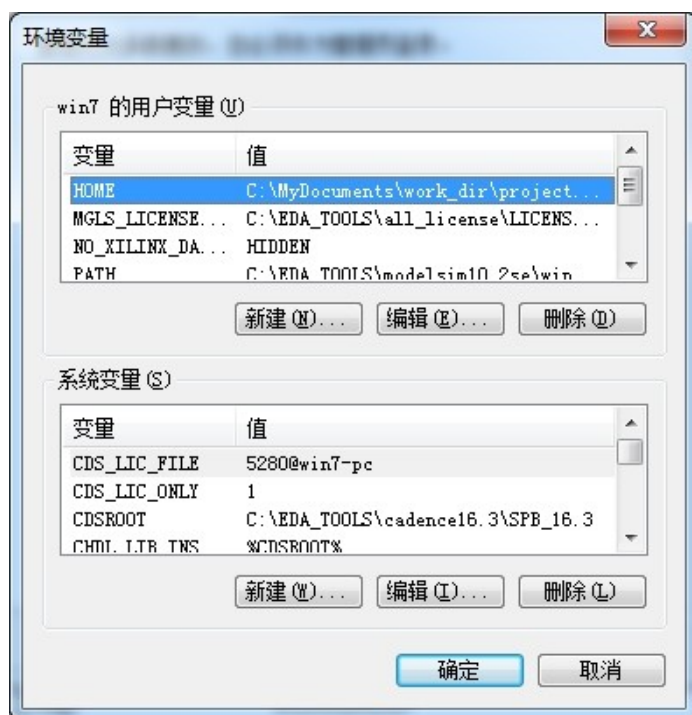 环境变量
win7 的用户变量(U)
变量 值
HOME C:\MyDocuments\work_dir\project...
MGLS_LICENSE... C:\EDA_TOOLS\all_license\LICENS...
NO_XILINX_DA... HIDDEN
PATH C:\EDA_TOOLS\modelsim10.2se\win
新建(N)... 编辑(E)... 删除(D)
系统变量(S)
变量 值
CDS_LIC_FILE 5280@win7-pc
CDS_LIC_ONLY 1
CDSROOT C:\EDA_TOOLS\cadence16.3\SPB_16.3
CHDL_LIB_INS %CDSROOT%
新建(W)... 编辑(I)... 删除(L)
确定 取消